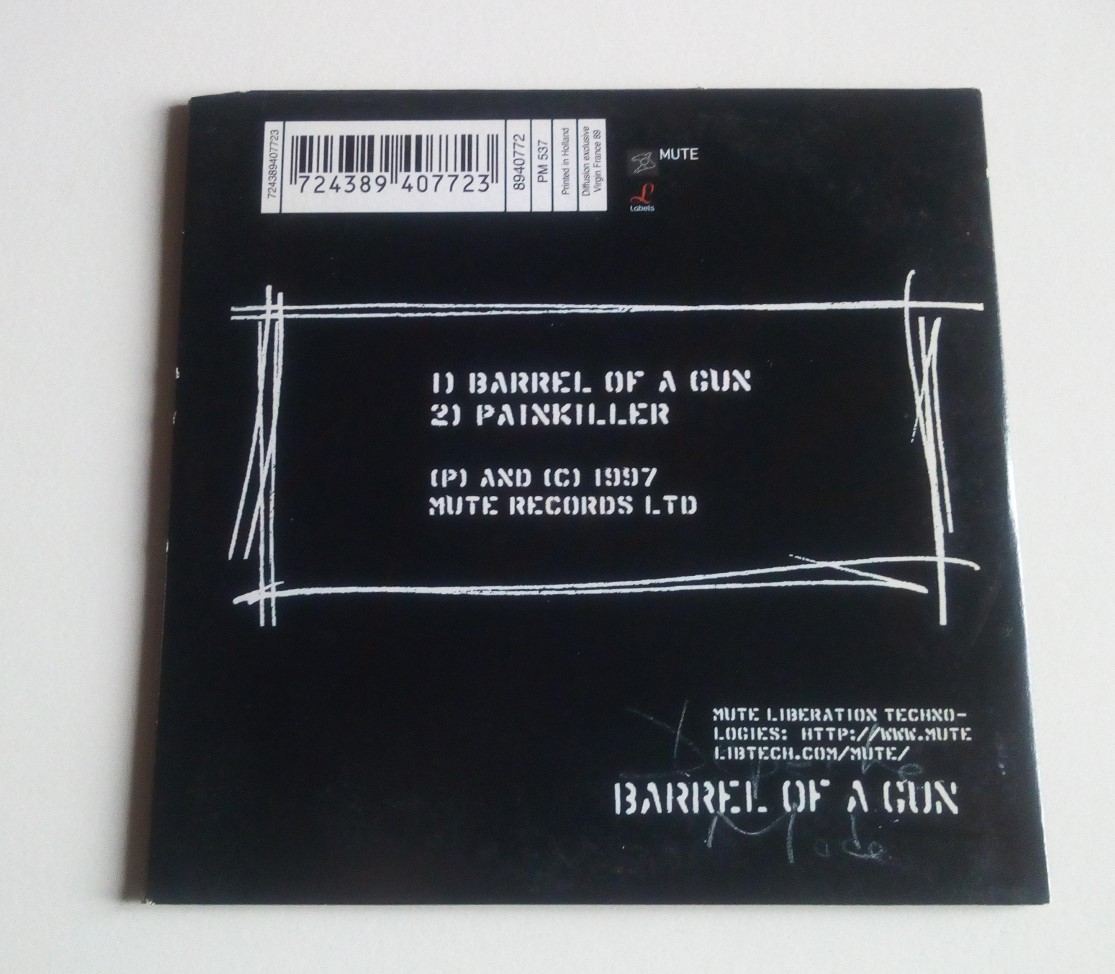 724389407723
724389 407723
8940772
PM 537
Printed in Holland
Diffusion exclusive
Virgin France 89
MUTE
Labels
1) BARREL OF A GUN
2) PAINKILLER
(P) AND (C) 1997
MUTE RECORDS LTD
MUTE LIBERATION TECHNO-
LOGIES: HTTP://WWW.MUTE
LIBTECH.COM/MUTE/
Depeche
BARREL OF A GUN
Mode